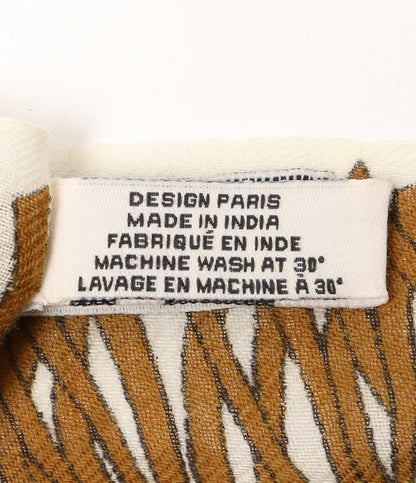 DESIGN PARIS
MADE IN INDIA
FABRIQUÉ EN INDE
MACHINE WASH AT 30°
LAVAGE EN MACHINE À 30°